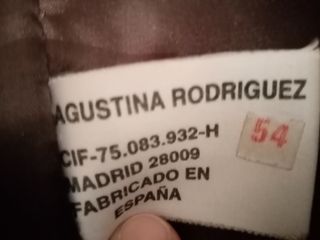 AGUSTINA RODRIGUEZ
CIF-75.083.932-H
54
MADRID 28009
FABRICADO EN
ESPAÑA